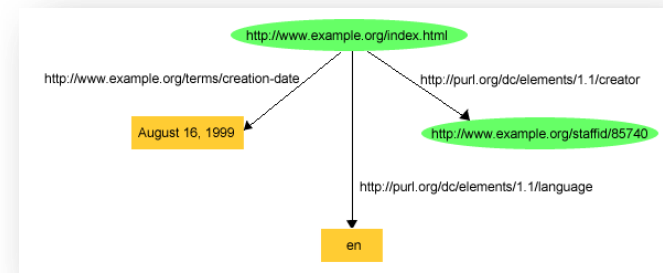 http://www.example.org/index.html
http://www.example.org/terms/creation-date
http://purl.org/dc/elements/1.1/creator
August 16, 1999
http://www.example.org/staffid/85740
http://purl.org/dc/elements/1.1/language
en